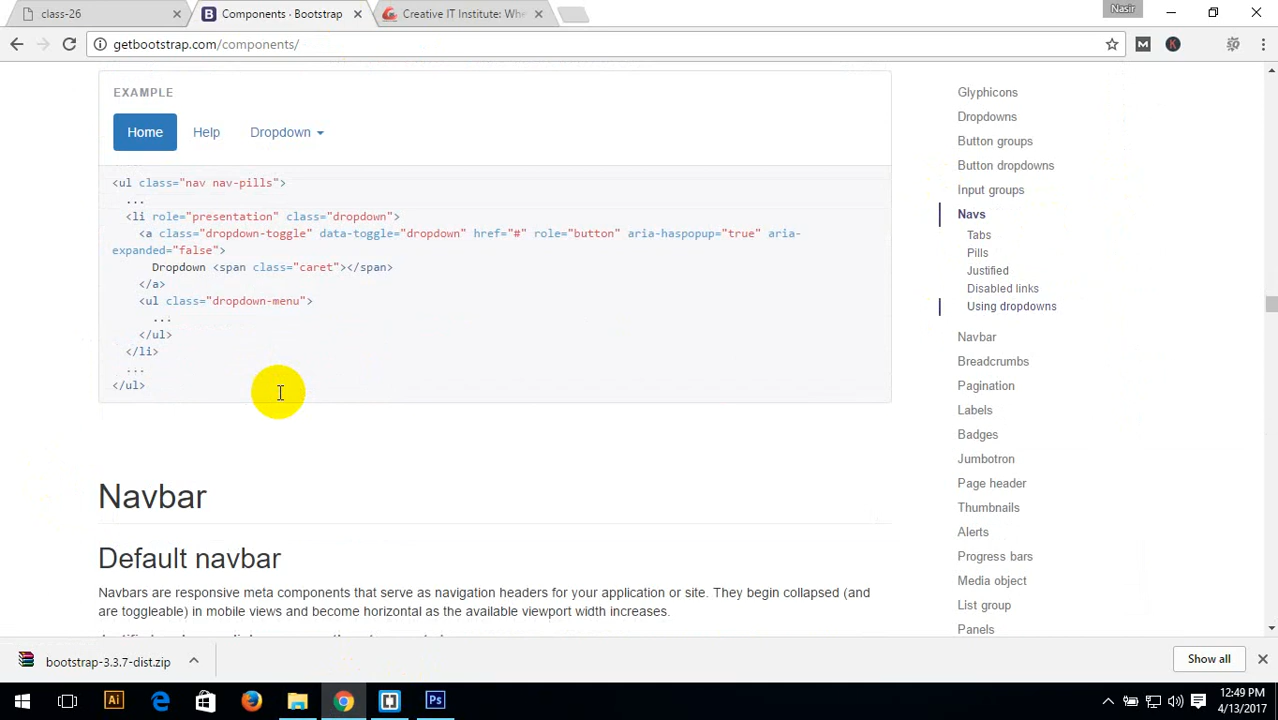 class-26
Components · Bootstrap
Creative IT Institute: Whe
Nasir
getbootstrap.com/components/
EXAMPLE
Home
Help
Dropdown
<ul class="nav nav-pills">
...
<li role="presentation" class="dropdown">
<a class="dropdown-toggle" data-toggle="dropdown" href="#" role="button" aria-haspopup="true" aria-
expanded="false">
Dropdown <span class="caret"></span>
</a>
<ul class="dropdown-menu">
...
</ul>
</li>
...
</ul>
Navbar
Default navbar
Navbars are responsive meta components that serve as navigation headers for your application or site. They begin collapsed (and
are toggleable) in mobile views and become horizontal as the available viewport width increases.
Glyphicons
Dropdowns
Button groups
Button dropdowns
Input groups
Navs
Tabs
Pills
Justified
Disabled links
Using dropdowns
Navbar
Breadcrumbs
Pagination
Labels
Badges
Jumbotron
Page header
Thumbnails
Alerts
Progress bars
Media object
List group
Panels
bootstrap-3.3.7-dist.zip
Show all
Ai
Ps
12:49 PM
4/13/2017